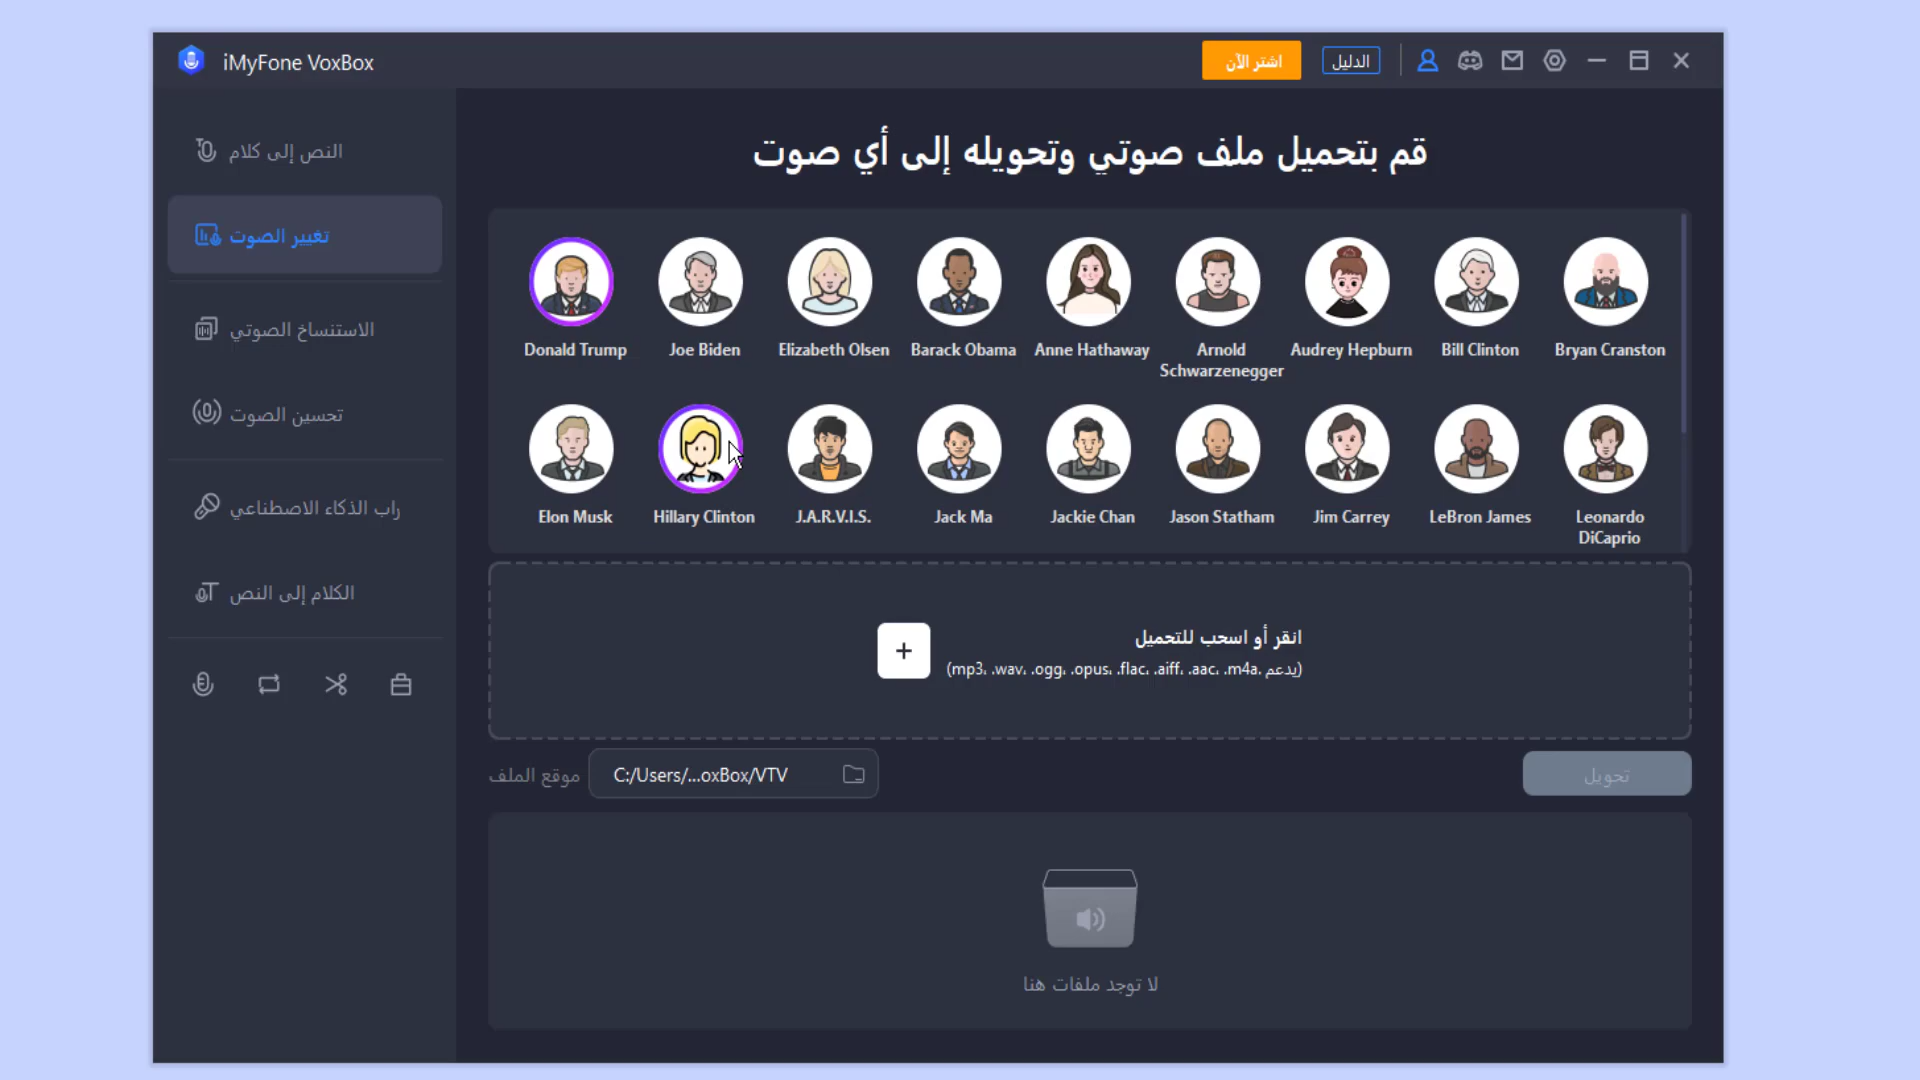 iMyFone VoxBox
اشتر الآن
الدليل
النص إلى كلام
تغيير الصوت
الاستنساخ الصوتي
تحسين الصوت
راب الذكاء الاصطناعي
الكلام إلى النص
قم بتحميل ملف صوتي وتحويله إلى أي صوت
Donald Trump
Joe Biden
Elizabeth Olsen
Barack Obama
Anne Hathaway
Arnold
Schwarzenegger
Audrey Hepburn
Bill Clinton
Bryan Cranston
Elon Musk
Hillary Clinton
J.A.R.V.I.S.
Jack Ma
Jackie Chan
Jason Statham
Jim Carrey
LeBron James
Leonardo
DiCaprio
انقر أو اسحب للتحميل
(يدعم .mp3، .wav، .ogg، .opus، .flac، .aiff، .aac، .m4a)
موقع الملف
C:/Users/...oxBox/VTV
تحويل
لا توجد ملفات هنا